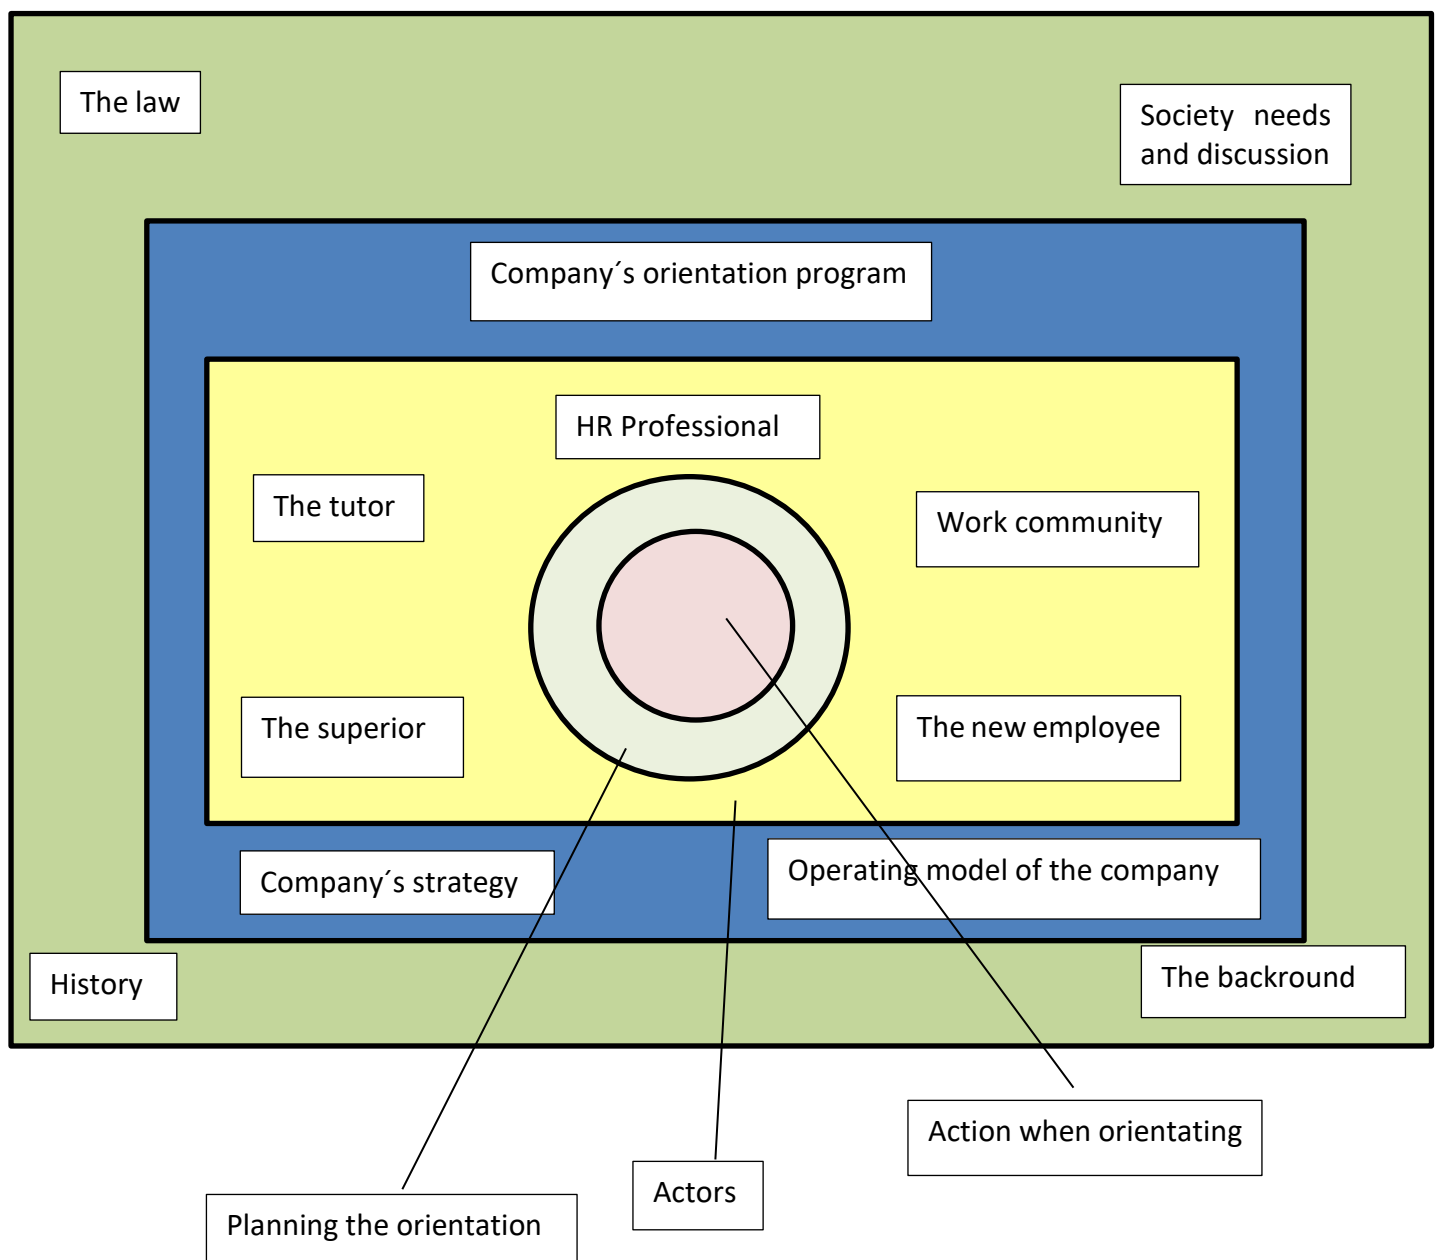 The law
Society needs
and discussion
Company´s orientation program
HR Professional
The tutor
Work community
The superior
The new employee
Company´s strategy
Operating model of the company
History
The backround
Action when orientating
Actors
Planning the orientation